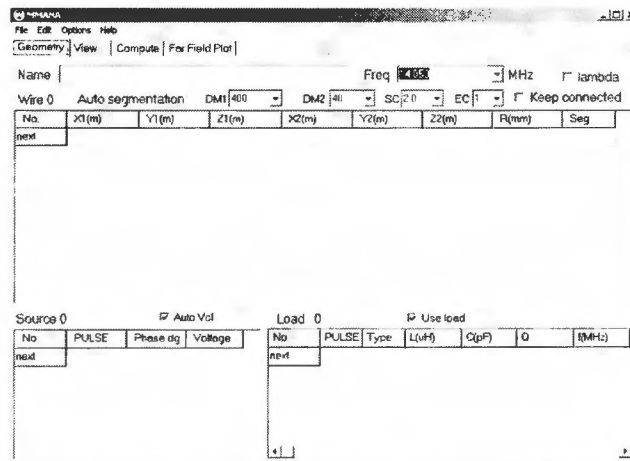 MMANA
File Edit Options Help
Geometry View Compute Far Field Plot
Name Freq MHz lambda
Wire 0 Auto segmentation DM1 400 DM2 40 SC 2.0 EC 1 Keep connected
No. X1(m) Y1(m) Z1(m) X2(m) Y2(m) Z2(m) R(mm) Seg
next
Source 0 Auto Vol Load 0 Use load
No PULSE Phase dg Voltage No PULSE Type L(uH) C(pF) Q f(MHz)
next next